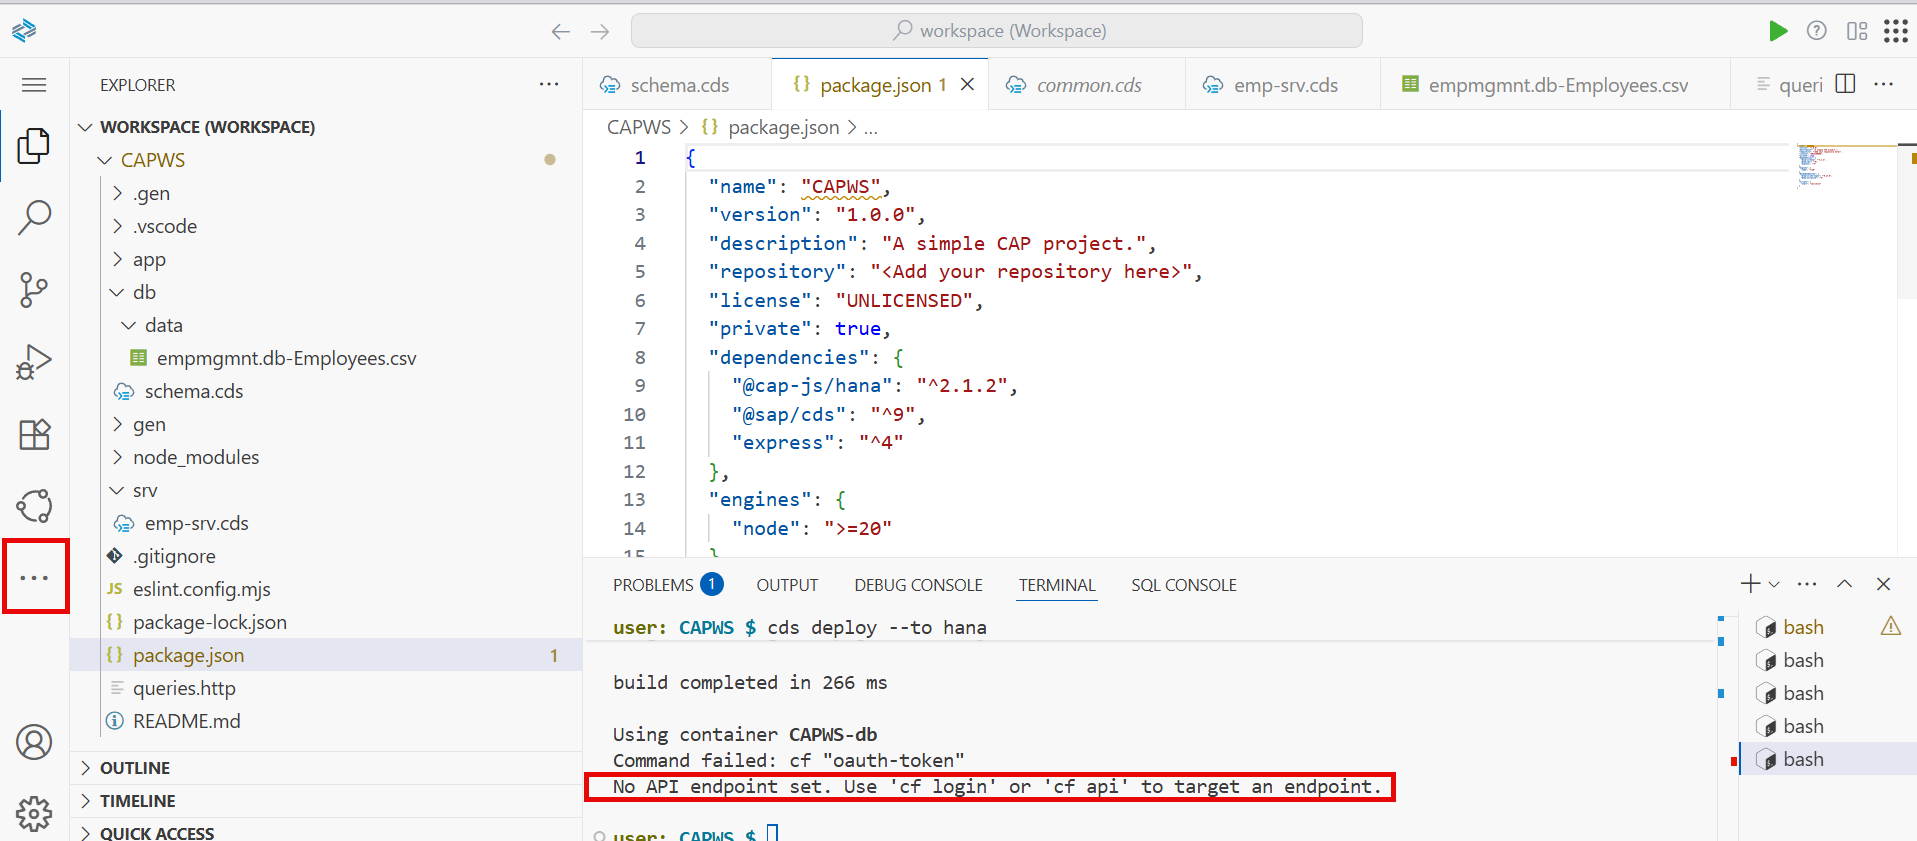 workspace (Workspace)
EXPLORER
WORKSPACE (WORKSPACE)
CAPWS
.gen
.vscode
app
db
data
empmgmnt.db-Employees.csv
schema.cds
gen
node_modules
srv
emp-srv.cds
.gitignore
JS eslint.config.mjs
{} package-lock.json
{} package.json 1
queries.http
README.md
OUTLINE
TIMELINE
QUICK ACCESS
schema.cds
{} package.json 1
common.cds
emp-srv.cds
empmgmnt.db-Employees.csv
queri
CAPWS > {} package.json > ...
1 {
2 "name": "CAPWS",
3 "version": "1.0.0",
4 "description": "A simple CAP project.",
5 "repository": "<Add your repository here>",
6 "license": "UNLICENSED",
7 "private": true,
8 "dependencies": {
9 "@cap-js/hana": "^2.1.2",
10 "@sap/cds": "^9",
11 "express": "^4"
12 },
13 "engines": {
14 "node": ">=20"
15 }
PROBLEMS 1
OUTPUT
DEBUG CONSOLE
TERMINAL
SQL CONSOLE
user: CAPWS $ cds deploy --to hana
build completed in 266 ms
Using container CAPWS-db
Command failed: cf "oauth-token"
No API endpoint set. Use 'cf login' or 'cf api' to target an endpoint.
user: CAPWS $
bash
bash
bash
bash
bash